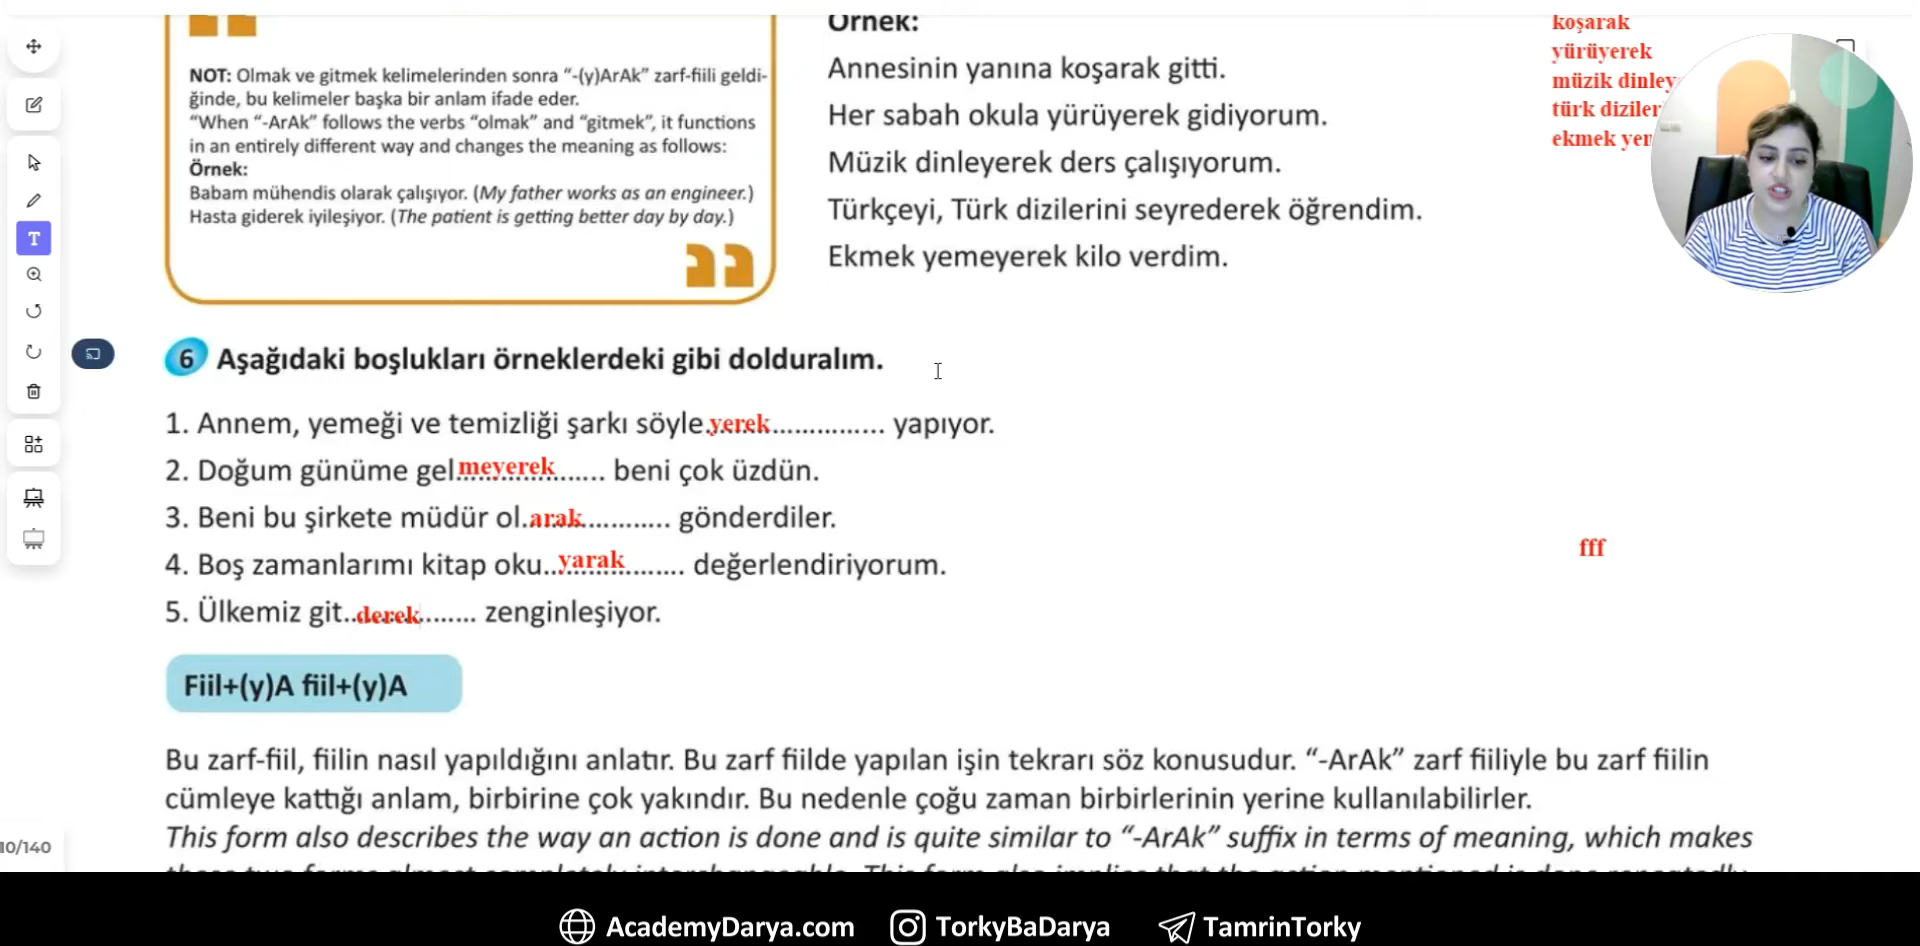 NOT: Olmak ve gitmek kelimelerinden sonra “-(y)ArAk” zarf-fiili geldi-
ğinde, bu kelimeler başka bir anlam ifade eder.
“When “-ArAk” follows the verbs “olmak” and “gitmek”, it functions
in an entirely different way and changes the meaning as follows:
Örnek:
Babam mühendis olarak çalışıyor. (My father works as an engineer.)
Hasta giderek iyileşiyor. (The patient is getting better day by day.)
Örnek:
Annesinin yanına koşarak gitti.
Her sabah okula yürüyerek gidiyorum.
Müzik dinleyerek ders çalışıyorum.
Türkçeyi, Türk dizilerini seyrederek öğrendim.
Ekmek yemeyerek kilo verdim.
koşarak
yürüyerek
müzik dinley
türk diziler
ekmek yem
6 Aşağıdaki boşlukları örneklerdeki gibi dolduralım.
1. Annem, yemeği ve temizliği şarkı söyle.yerek.............. yapıyor.
2. Doğum günüme gel meyerek...... beni çok üzdün.
3. Beni bu şirkete müdür ol.arak............ gönderdiler.
4. Boş zamanlarımı kitap oku..yarak....... değerlendiriyorum.
5. Ülkemiz git..derek....... zenginleşiyor.
fff
Fiil+(y)A fiil+(y)A
Bu zarf-fiil, fiilin nasıl yapıldığını anlatır. Bu zarf fiilde yapılan işin tekrarı söz konusudur. “-ArAk” zarf fiiliyle bu zarf fiilin
cümleye kattığı anlam, birbirine çok yakındır. Bu nedenle çoğu zaman birbirlerinin yerine kullanılabilirler.
This form also describes the way an action is done and is quite similar to “-ArAk” suffix in terms of meaning, which makes
T
10/140
AcademyDarya.com TorkyBaDarya TamrinTorky